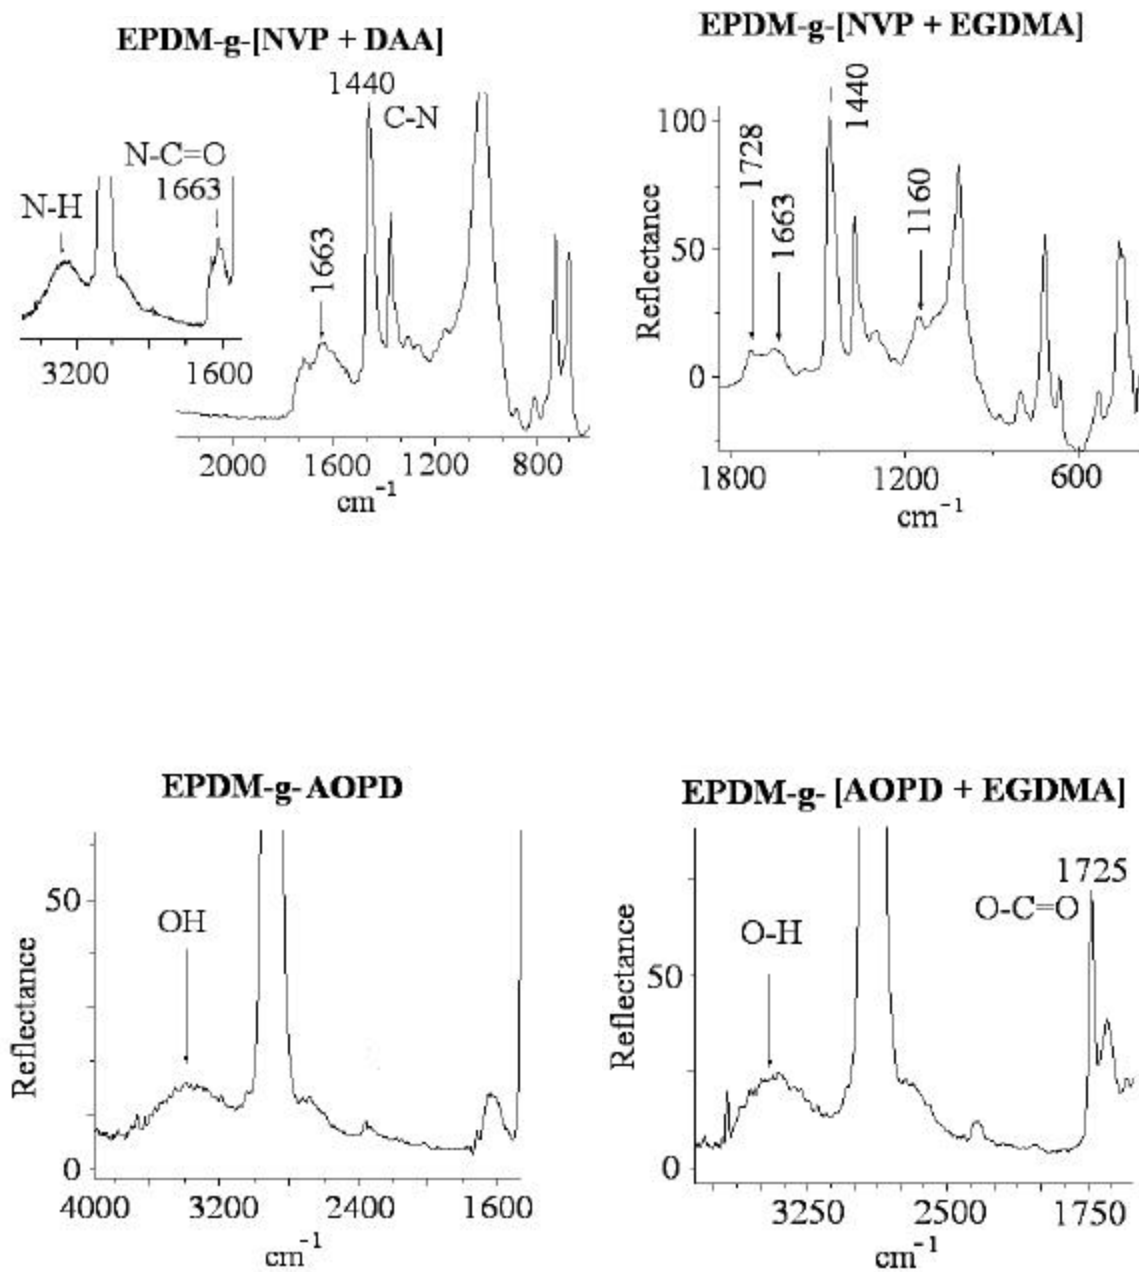 EPDM-g-[NVP + DAA]
1440
C-N
N-C=O
1663
N-H
1663
3200
1600
2000
1600
1200
800
cm⁻¹
EPDM-g-[NVP + EGDMA]
100
50
0
Reflectance
1728
1663
1440
1160
1800
1200
600
cm⁻¹
EPDM-g-AOPD
50
0
Reflectance
OH
4000
3200
2400
1600
cm⁻¹
EPDM-g- [AOPD + EGDMA]
1725
O-C=O
O-H
50
0
Reflectance
3250
2500
1750
cm⁻¹